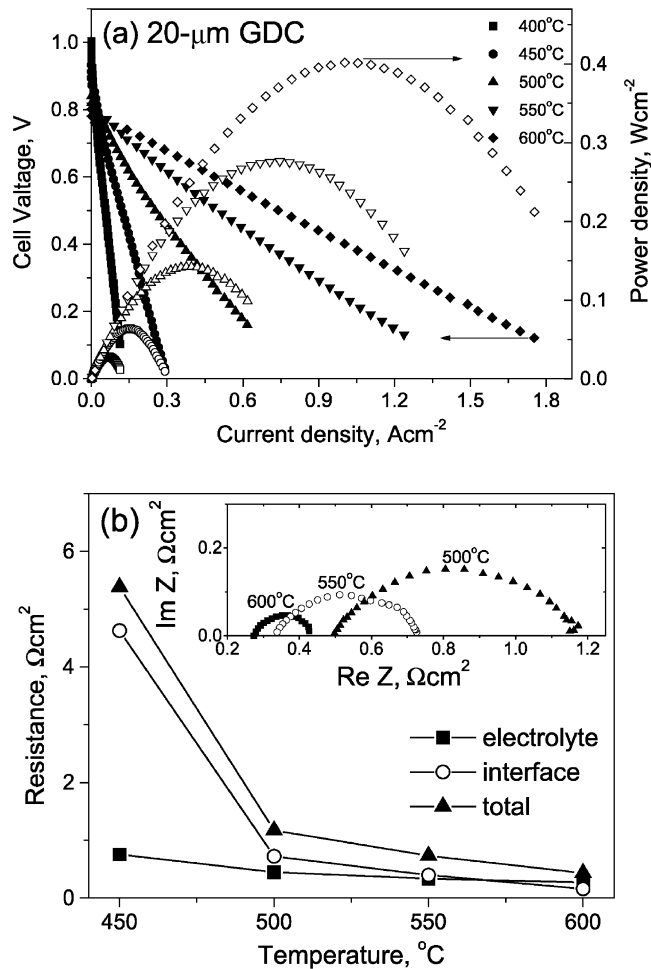 (a) 20-μm GDC
400°C
450°C
500°C
550°C
600°C
1.0
0.8
0.6
0.4
0.2
0.0
Cell Valtage, V
0.4
0.3
0.2
0.1
0.0
Power density, Wcm-2
0.0 0.3 0.6 0.9 1.2 1.5 1.8
Current density, Acm-2
(b)
6
4
2
0
Resistance, Ωcm2
0.2
0.0
Im Z, Ωcm2
600°C
550°C
500°C
0.2 0.4 0.6 0.8 1.0 1.2
Re Z, Ωcm2
electrolyte
interface
total
450 500 550 600
Temperature, °C